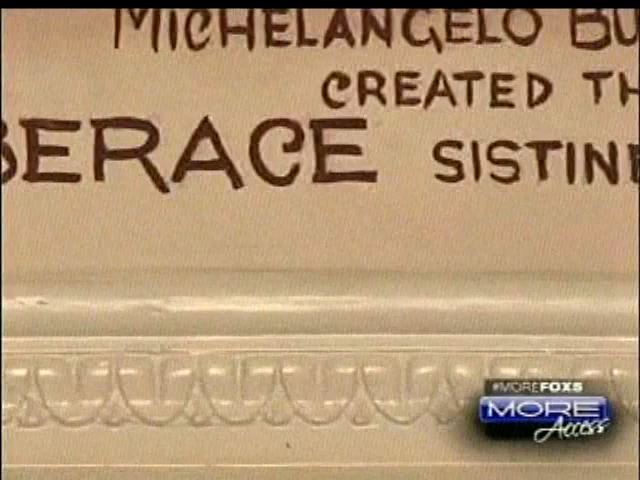 MICHELANGELO BU
CREATED TH
BERACE SISTINE
#MOREFOX5
MORE
Access